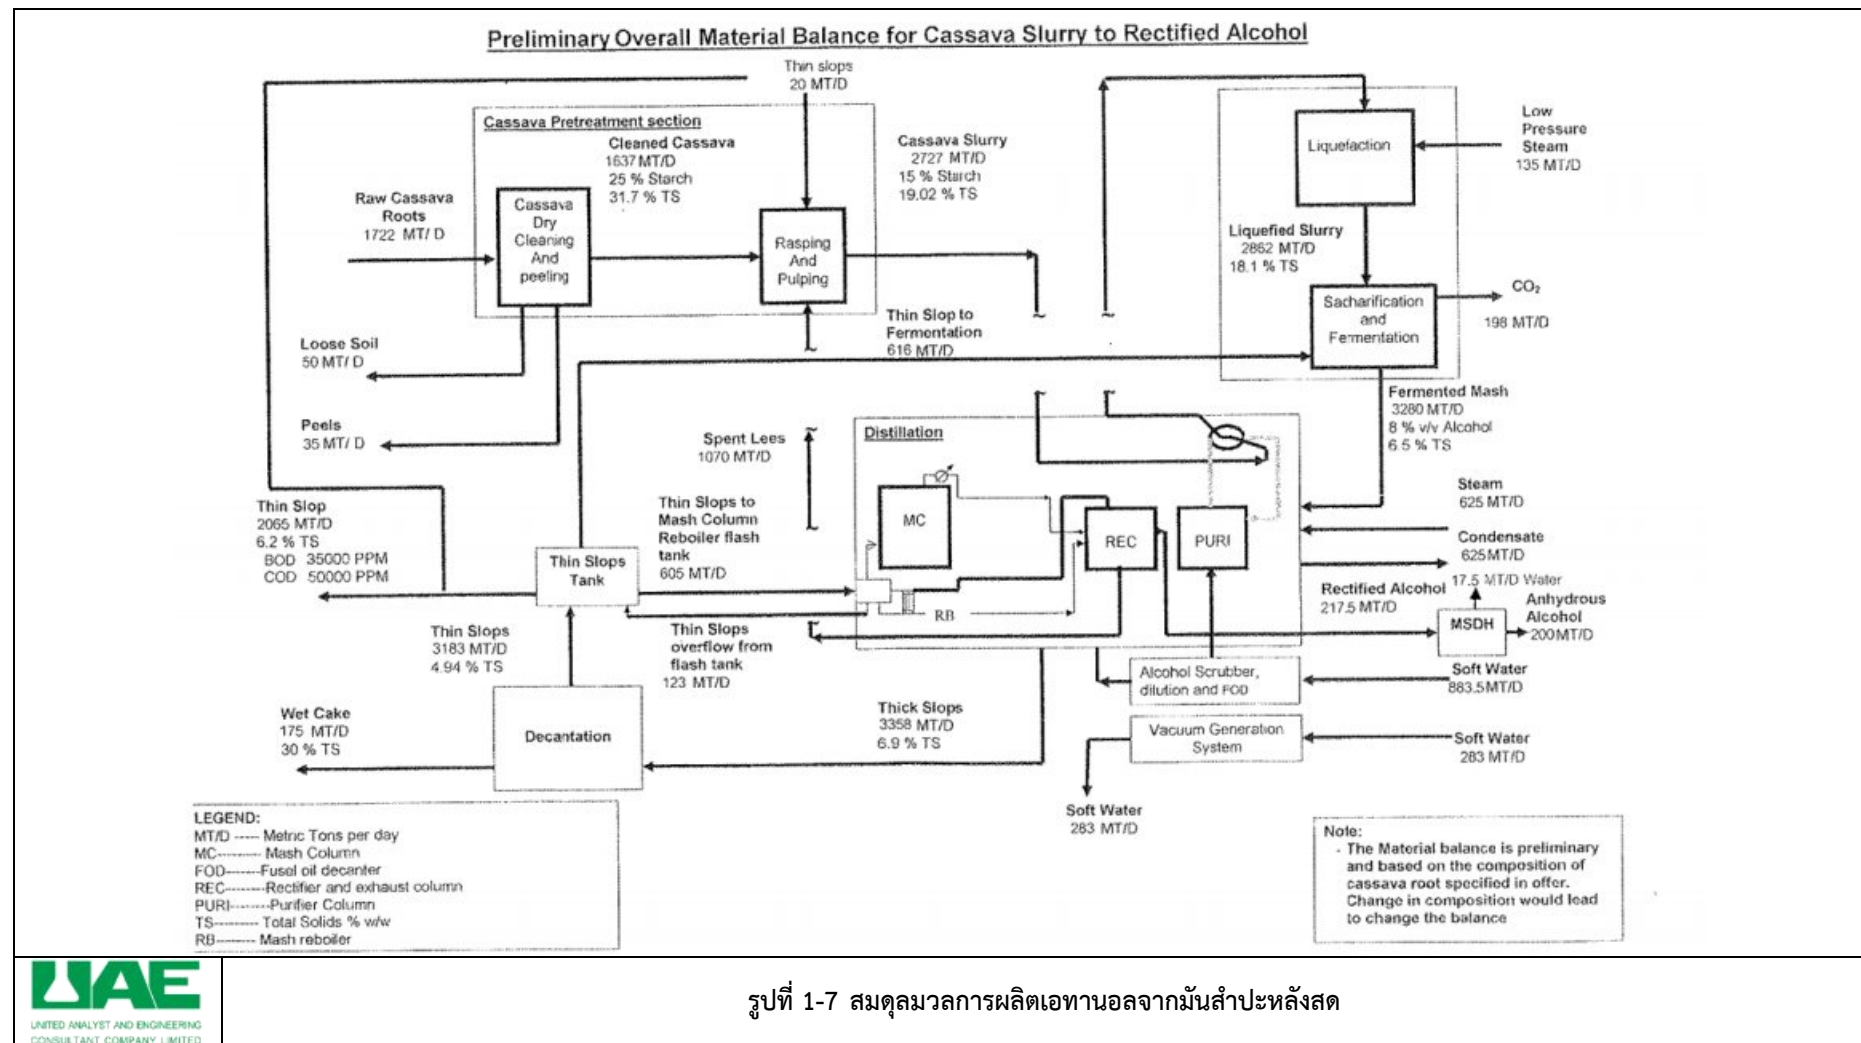 Preliminary Overall Material Balance for Cassava Slurry to Rectified Alcohol
Thin slops
20 MT/D
Cassava Pretreatment section
Cleaned Cassava
1637 MT/D
25 % Starch
31.7 % TS
Cassava Slurry
2727 MT/D
15 % Starch
19.02 % TS
Raw Cassava
Roots
1722 MT/ D
Cassava
Dry
Cleaning
And
peeling
Rasping
And
Pulping
Liquefaction
Low
Pressure
Steam
135 MT/D
Liquefied Slurry
2862 MT/D
18.1 % TS
Sacharification
and
Fermentation
CO₂
198 MT/D
Loose Soil
50 MT/ D
Peels
35 MT/ D
Thin Slop to
Fermentation
616 MT/D
Fermented Mash
3280 MT/D
8 % v/v Alcohol
6.5 % TS
Spent Lees
1070 MT/D
Distillation
MC
REC
PURI
RB
Steam
625 MT/D
Condensate
625MT/D
Thin Slop
2065 MT/D
6.2 % TS
BOD 35000 PPM
COD 50000 PPM
Thin Slops
Tank
Thin Slops to
Mash Column
Reboiler flash
tank
605 MT/D
Rectified Alcohol
217.5 MT/D
17.5 MT/D Water
MSDH
Anhydrous
Alcohol
200MT/D
Thin Slops
3183 MT/D
4.94 % TS
Thin Slops
overflow from
flash tank
123 MT/D
Alcohol Scrubber,
dilution and FOD
Soft Water
883.5MT/D
Wet Cake
175 MT/D
30 % TS
Decantation
Thick Slops
3358 MT/D
6.9 % TS
Vacuum Generation
System
Soft Water
283 MT/D
Soft Water
283 MT/D
LEGEND:
MT/D ----- Metric Tons per day
MC---------- Mash Column
FOD-------Fusel oil decanter
REC--------Rectifier and exhaust column
PURI--------Purifier Column
TS---------- Total Solids % w/w
RB-------- Mash reboiler
Note:
- The Material balance is preliminary
and based on the composition of
cassava root specified in offer.
Change in composition would lead
to change the balance
UAE
UNITED ANALYST AND ENGINEERING
CONSULTANT COMPANY LIMITED
รูปที่ 1-7 สมดุลมวลการผลิตเอทานอลจากมันสำปะหลังสด